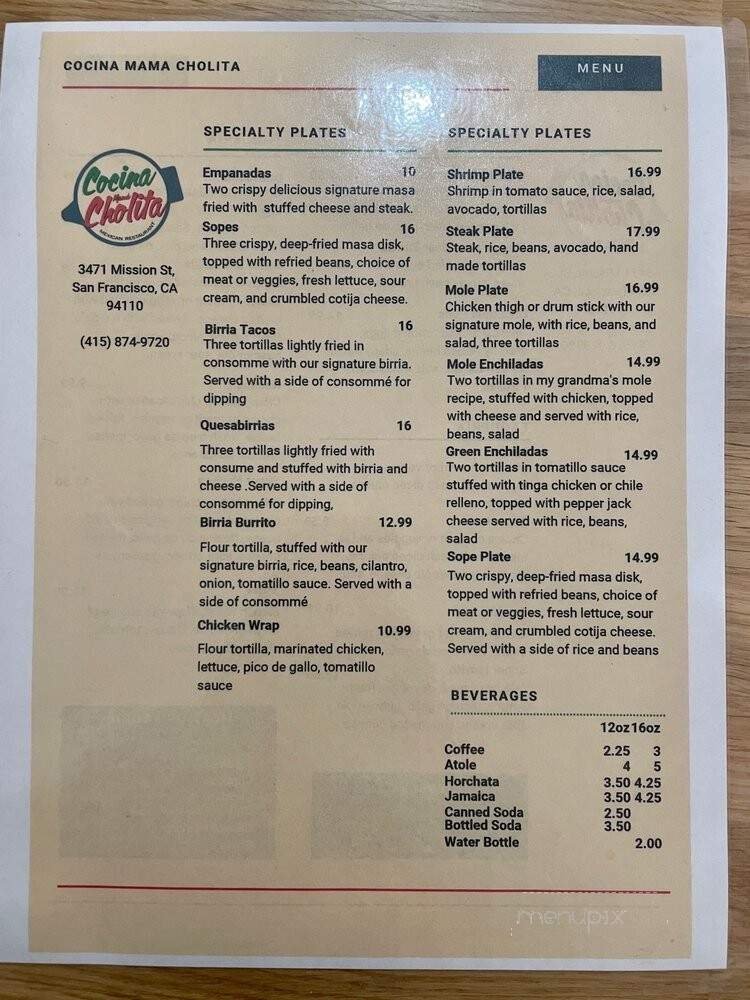 COCINA MAMA CHOLITA
MENU
Cocina
Cholita
MEXICAN RESTAURANT
3471 Mission St,
San Francisco, CA
94110
(415) 874-9720
SPECIALTY PLATES
Empanadas 10
Two crispy delicious signature masa
fried with stuffed cheese and steak.
Sopes 16
Three crispy, deep-fried masa disk,
topped with refried beans, choice of
meat or veggies, fresh lettuce, sour
cream, and crumbled cotija cheese.
Birria Tacos 16
Three tortillas lightly fried in
consomme with our signature birria.
Served with a side of consommé for
dipping
Quesabirrias 16
Three tortillas lightly fried with
consume and stuffed with birria and
cheese .Served with a side of
consommé for dipping,
Birria Burrito 12.99
Flour tortilla, stuffed with our
signature birria, rice, beans, cilantro,
onion, tomatillo sauce. Served with a
side of consommé
Chicken Wrap 10.99
Flour tortilla, marinated chicken,
lettuce, pico de gallo, tomatillo
sauce
SPECIALTY PLATES
Shrimp Plate 16.99
Shrimp in tomato sauce, rice, salad,
avocado, tortillas
Steak Plate 17.99
Steak, rice, beans, avocado, hand
made tortillas
Mole Plate 16.99
Chicken thigh or drum stick with our
signature mole, with rice, beans, and
salad, three tortillas
Mole Enchiladas 14.99
Two tortillas in my grandma's mole
recipe, stuffed with chicken, topped
with cheese and served with rice,
beans, salad
Green Enchiladas 14.99
Two tortillas in tomatillo sauce
stuffed with tinga chicken or chile
relleno, topped with pepper jack
cheese served with rice, beans,
salad
Sope Plate 14.99
Two crispy, deep-fried masa disk,
topped with refried beans, choice of
meat or veggies, fresh lettuce, sour
cream, and crumbled cotija cheese.
Served with a side of rice and beans
BEVERAGES
12oz 16oz
Coffee 2.25 3
Atole 4 5
Horchata 3.50 4.25
Jamaica 3.50 4.25
Canned Soda 2.50
Bottled Soda 3.50
Water Bottle 2.00
menupix